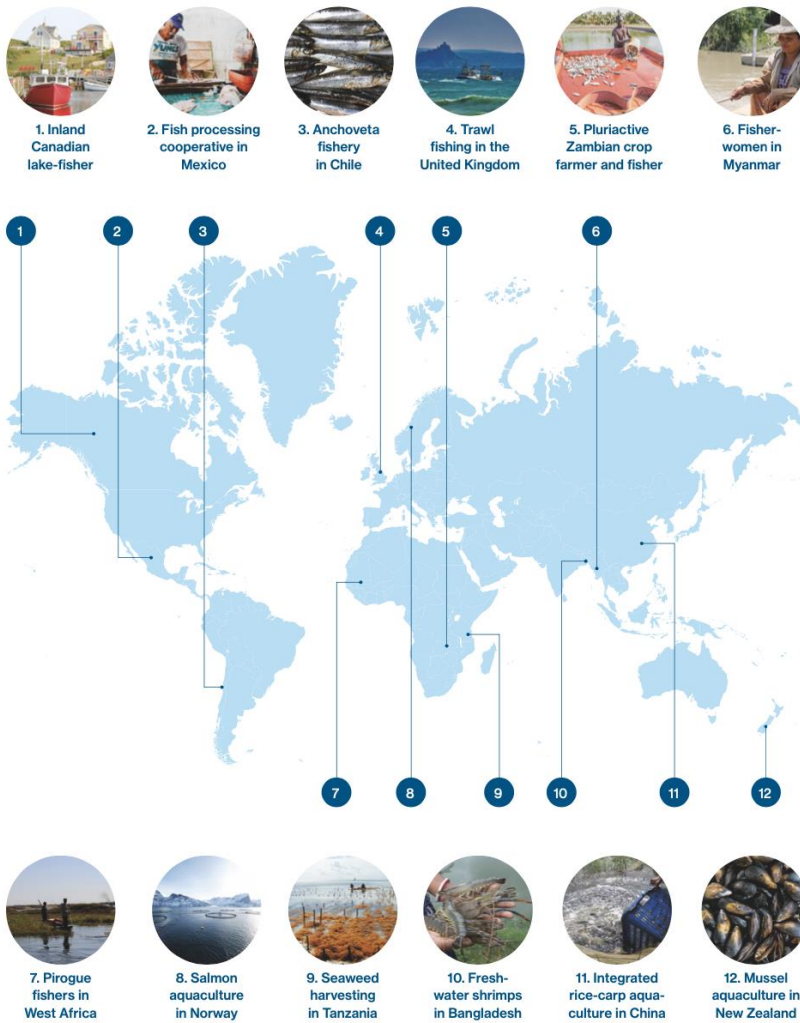 1. Inland
Canadian
lake-fisher
2. Fish processing
cooperative in
Mexico
3. Anchoveta
fishery
in Chile
4. Trawl
fishing in the
United Kingdom
5. Pluriactive
Zambian crop
farmer and fisher
6. Fisher-
women in
Myanmar
1
2
3
4
5
6
7
8
9
10
11
12
7. Pirogue
fishers in
West Africa
8. Salmon
aquaculture
in Norway
9. Seaweed
harvesting
in Tanzania
10. Fresh-
water shrimps
in Bangladesh
11. Integrated
rice-carp aqua-
culture in China
12. Mussel
aquaculture in
New Zealand